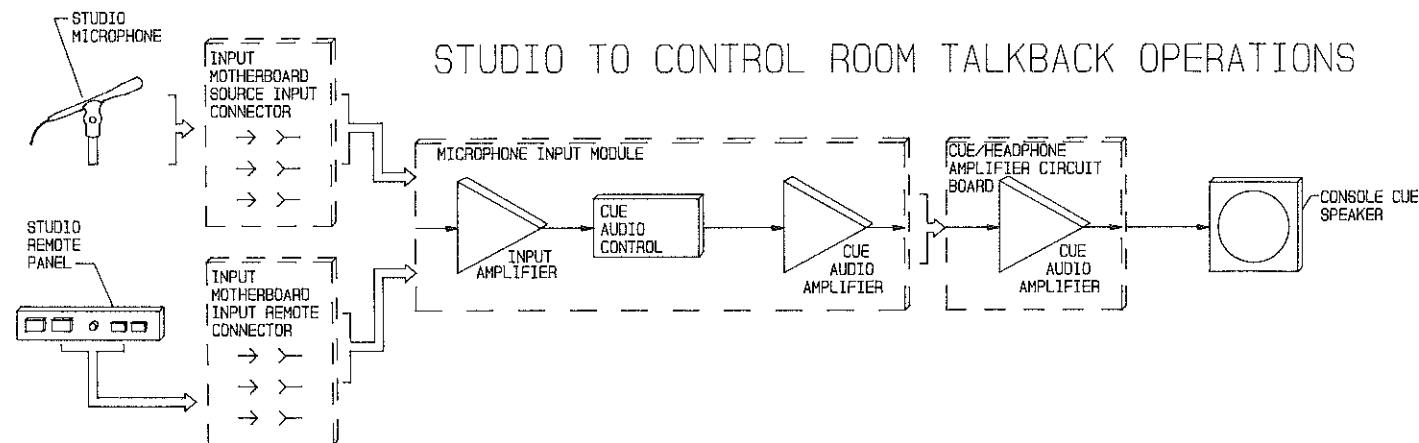 STUDIO TO CONTROL ROOM TALKBACK OPERATIONS
STUDIO
MICROPHONE
INPUT
MOTHERBOARD
SOURCE INPUT
CONNECTOR
STUDIO
REMOTE
PANEL
INPUT
MOTHERBOARD
INPUT REMOTE
CONNECTOR
MICROPHONE INPUT MODULE
INPUT
AMPLIFIER
CUE
AUDIO
CONTROL
CUE
AUDIO
AMPLIFIER
CUE/HEADPHONE
AMPLIFIER CIRCUIT
BOARD
CUE
AUDIO
AMPLIFIER
CONSOLE CUE
SPEAKER